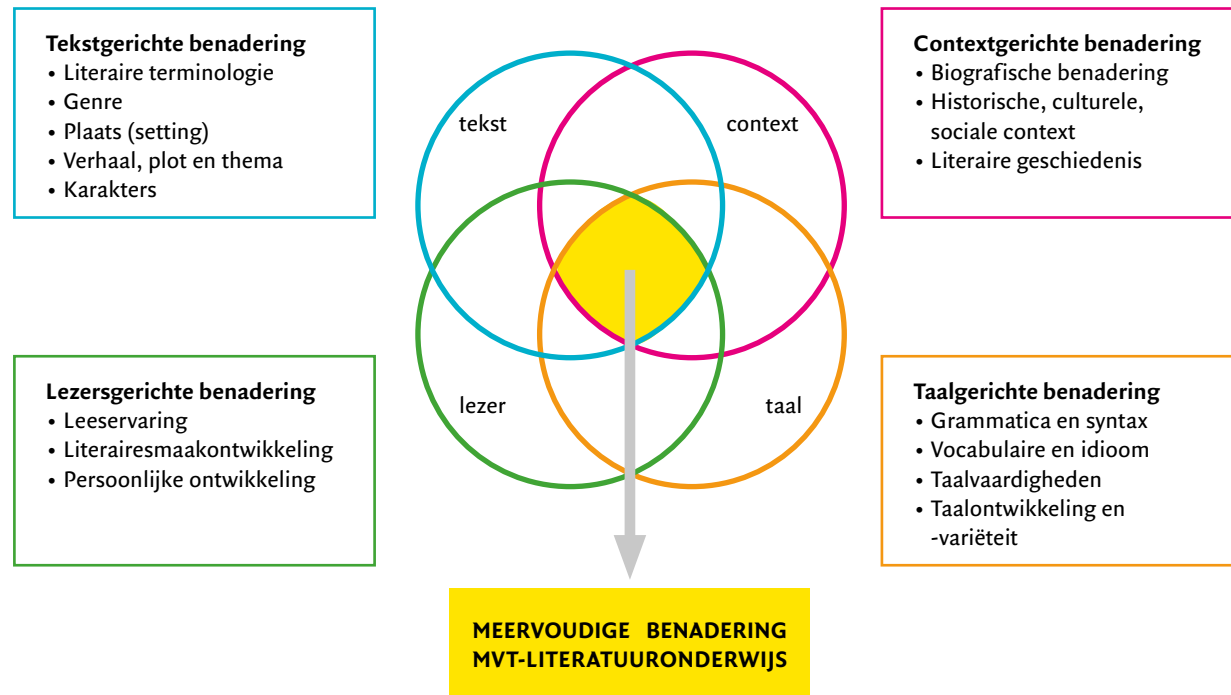 Tekstgerichte benadering
• Literaire terminologie
• Genre
• Plaats (setting)
• Verhaal, plot en thema
• Karakters
tekst
context
Contextgerichte benadering
• Biografische benadering
• Historische, culturele,
sociale context
• Literaire geschiedenis
Lezersgerichte benadering
• Leeservaring
• Literairesmaakontwikkeling
• Persoonlijke ontwikkeling
lezer
taal
Taalgerichte benadering
• Grammatica en syntax
• Vocabulaire en idioom
• Taalvaardigheden
• Taalontwikkeling en
-variëteit
MEERVOUDIGE BENADERING
MVT-LITERATUURONDERWIJS